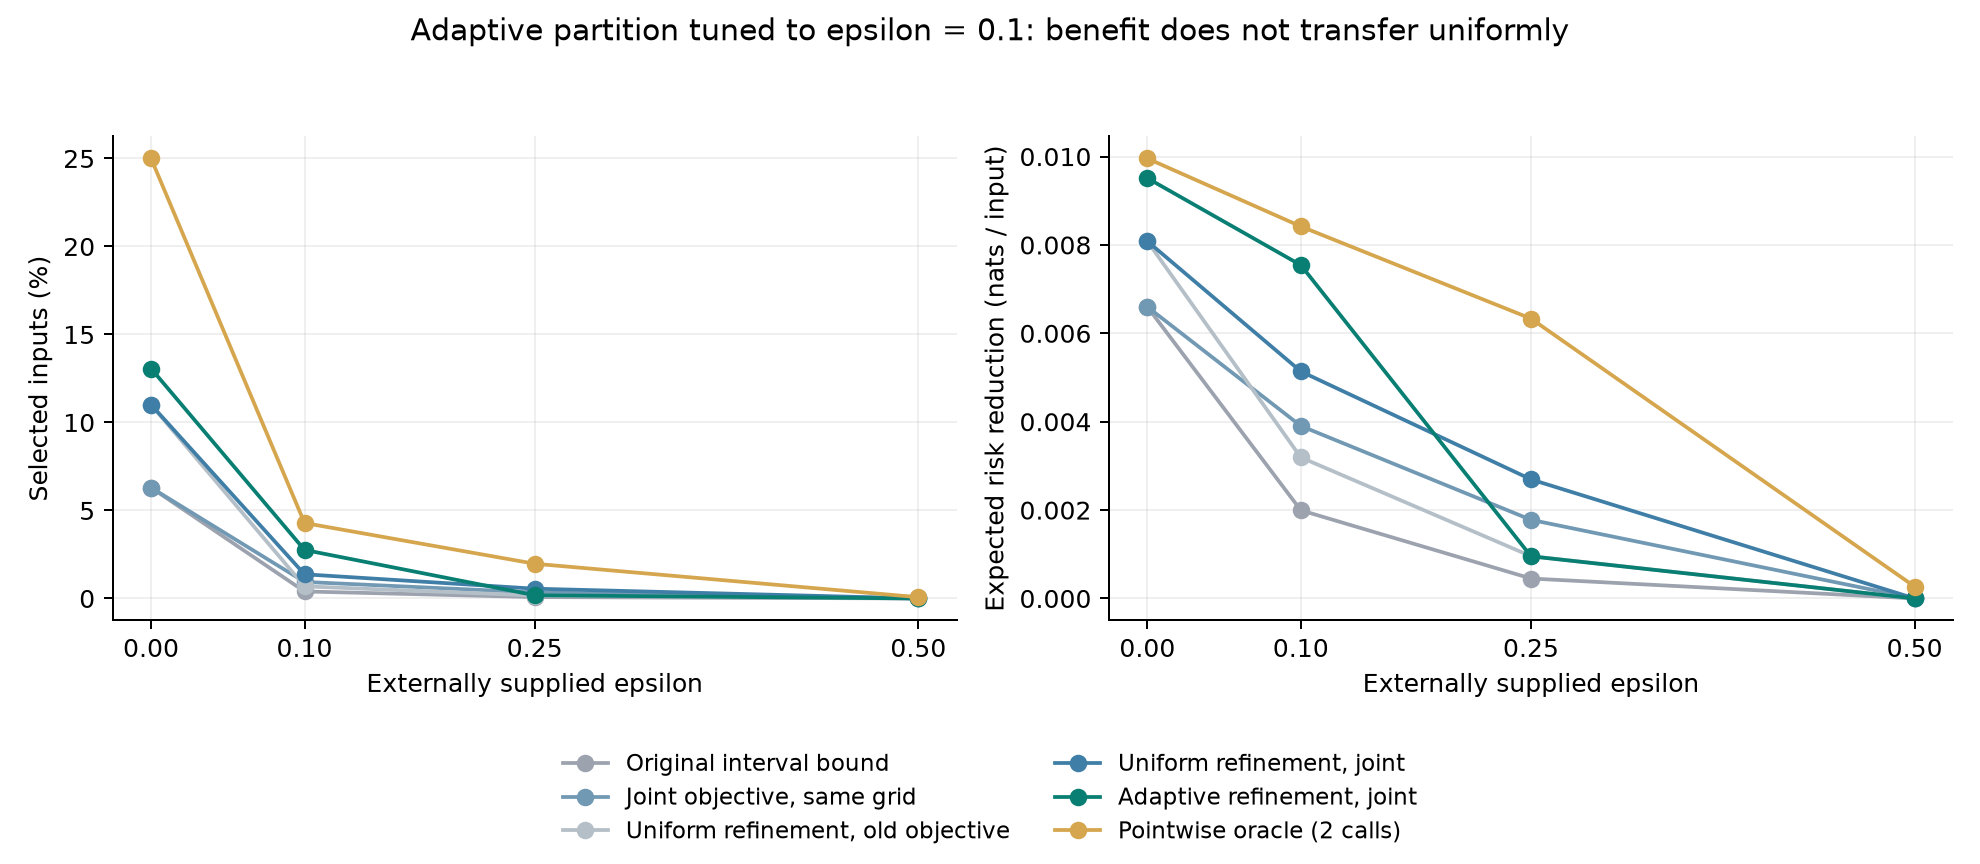 Adaptive partition tuned to epsilon = 0.1: benefit does not transfer uniformly
Selected inputs (%)
25
20
15
10
5
0
0.00 0.10 0.25 0.50
Externally supplied epsilon
Expected risk reduction (nats / input)
0.010
0.008
0.006
0.004
0.002
0.000
0.00 0.10 0.25 0.50
Externally supplied epsilon
Original interval bound
Joint objective, same grid
Uniform refinement, old objective
Uniform refinement, joint
Adaptive refinement, joint
Pointwise oracle (2 calls)